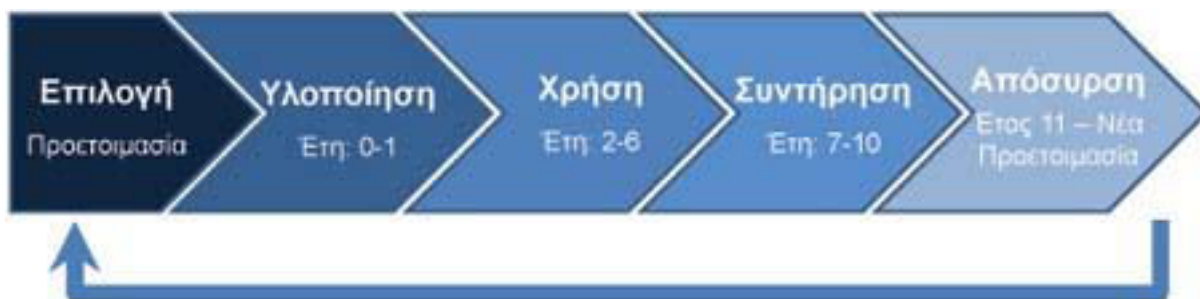 Επιλογή
Προετοιμασία
Υλοποίηση
Έτη: 0-1
Χρήση
Έτη: 2-6
Συντήρηση
Έτη: 7-10
Απόσυρση
Έτος 11 – Νέα
Προετοιμασία